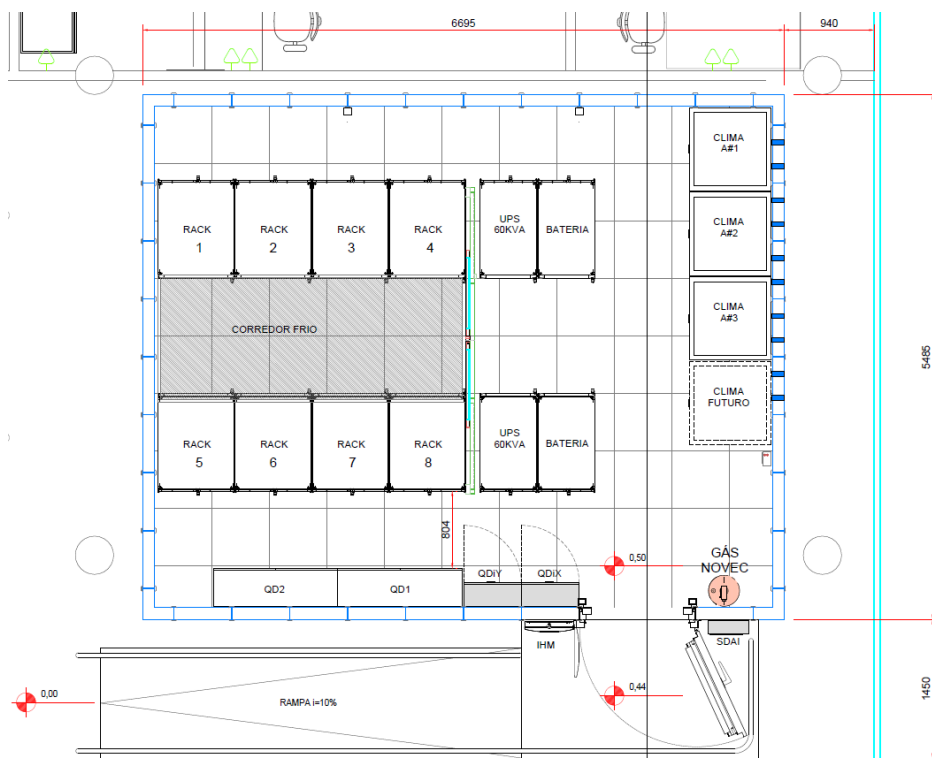 6695
940
CLIMA
A#1
CLIMA
A#2
CLIMA
A#3
CLIMA
FUTURO
RACK
1
RACK
2
RACK
3
RACK
4
UPS
60KVA
BATERIA
CORREDOR FRIO
RACK
5
RACK
6
RACK
7
RACK
8
UPS
60KVA
BATERIA
5485
804
QD2
QD1
QDiY
QDiX
0,50
GÁS
NOVEC
IHM
SDAI
0,00
RAMPA i=10%
0,44
1450